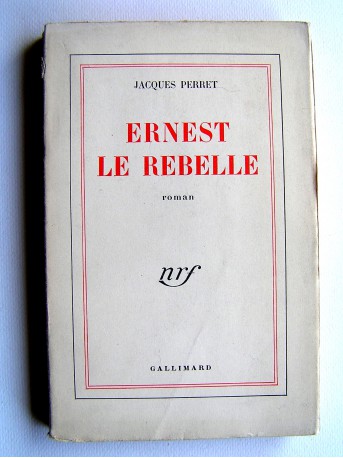 JACQUES PERRET
ERNEST
LE REBELLE
roman
nrf
GALLIMARD